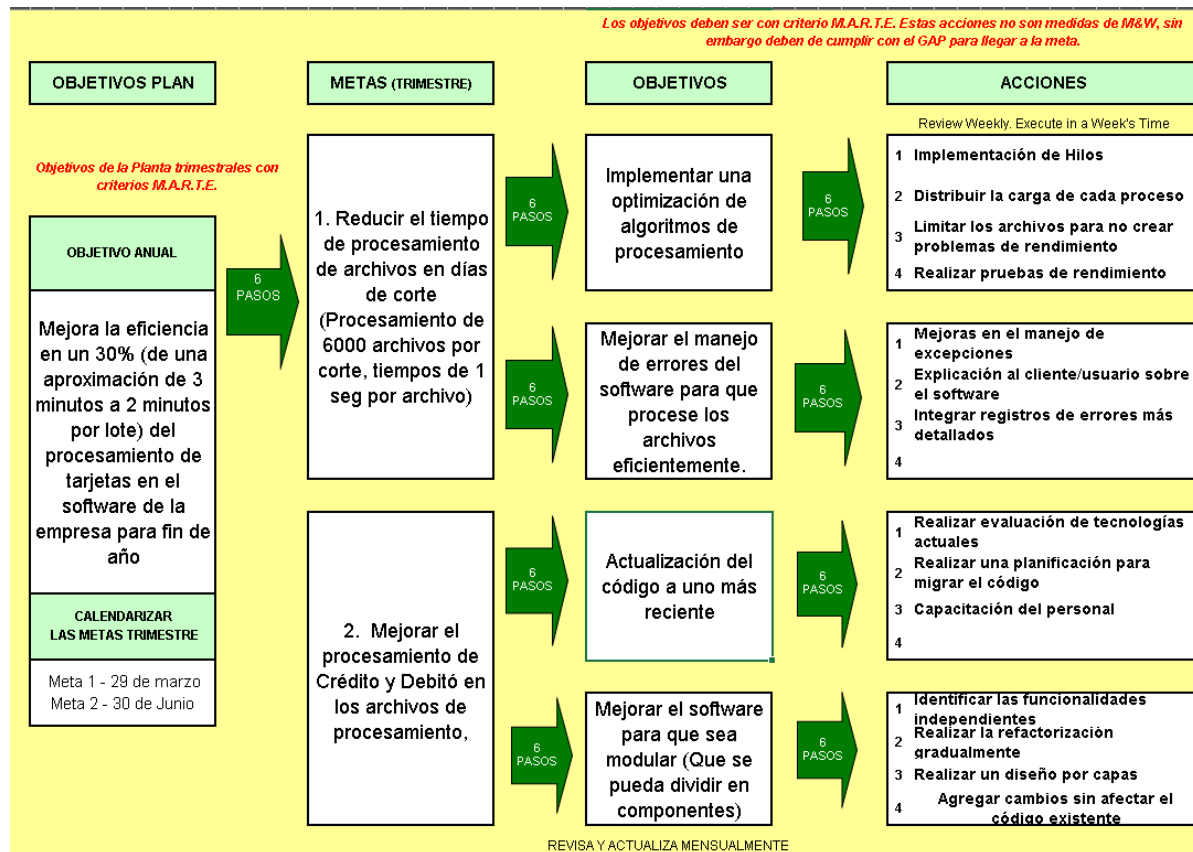 Los objetivos deben ser con criterio M.A.R.T.E. Estas acciones no son medidas de M&W, sin
embargo deben de cumplir con el GAP para llegar a la meta.
OBJETIVOS PLAN
METAS (TRIMESTRE)
OBJETIVOS
ACCIONES
Review Weekly. Execute in a Week's Time
Objetivos de la Planta trimestrales con
criterios M.A.R.T.E.
OBJETIVO ANUAL
Mejora la eficiencia
en un 30% (de una
aproximación de 3
minutos a 2 minutos
por lote) del
procesamiento de
tarjetas en el
software de la
empresa para fin de
año
CALENDARIZAR
LAS METAS TRIMESTRE
Meta 1 - 29 de marzo
Meta 2 - 30 de Junio
6
PASOS
1. Reducir el tiempo
de procesamiento
de archivos en días
de corte
(Procesamiento de
6000 archivos por
corte, tiempos de 1
seg por archivo)
6
PASOS
Implementar una
optimización de
algoritmos de
procesamiento
6
PASOS
1 Implementación de Hilos
2 Distribuir la carga de cada proceso
3 Limitar los archivos para no crear
problemas de rendimiento
4 Realizar pruebas de rendimiento
6
PASOS
Mejorar el manejo
de errores del
software para que
procese los
archivos
eficientemente.
6
PASOS
1 Mejoras en el manejo de
excepciones
2 Explicación al cliente/usuario sobre
el software
3 Integrar registros de errores más
detallados
4
2. Mejorar el
procesamiento de
Crédito y Debitó en
los archivos de
procesamiento,
6
PASOS
Actualización del
código a uno más
reciente
6
PASOS
1 Realizar evaluación de tecnologías
actuales
2 Realizar una planificación para
migrar el código
3 Capacitación del personal
4
6
PASOS
Mejorar el software
para que sea
modular (Que se
pueda dividir en
componentes)
6
PASOS
1 Identificar las funcionalidades
independientes
2 Realizar la refactorización
gradualmente
3 Realizar un diseño por capas
4 Agregar cambios sin afectar el
código existente
REVISA Y ACTUALIZA MENSUALMENTE